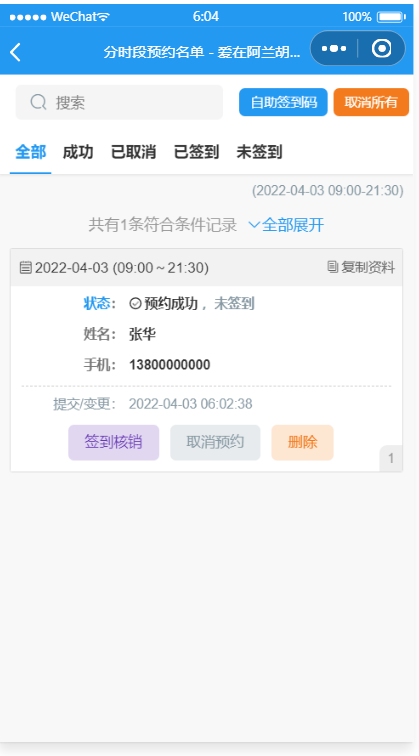 WeChat 6:04 100%
分时段预约名单 - 爱在阿兰胡...
搜索 自助签到码 取消所有
全部 成功 已取消 已签到 未签到
(2022-04-03 09:00-21:30)
共有1条符合条件记录 全部展开
2022-04-03 (09:00～21:30) 复制资料
状态: 预约成功 , 未签到
姓名: 张华
手机: 13800000000
提交/变更: 2022-04-03 06:02:38
签到核销 取消预约 删除
1